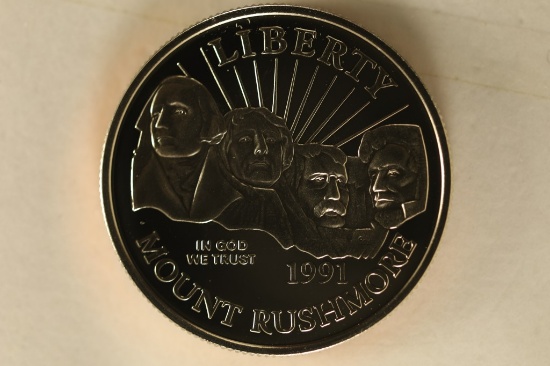 LIBERTY
IN GOD
WE TRUST
1991
MOUNT RUSHMORE